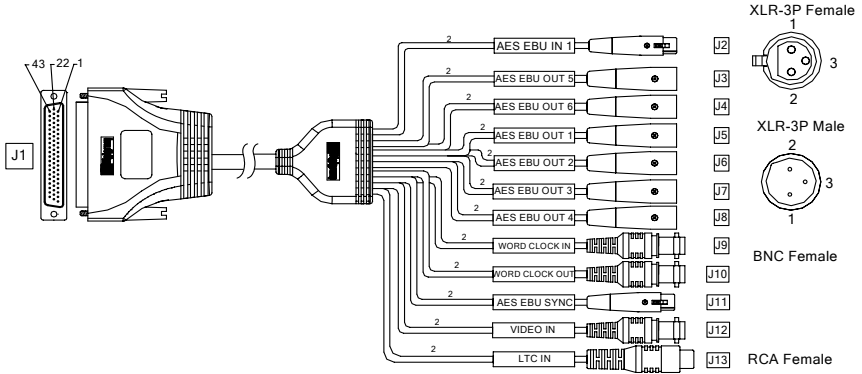 XLR-3P Female
1
3
2
XLR-3P Male
2
3
1
BNC Female
RCA Female
43
22
1
J1
2 AES EBU IN 1 J2
2 AES EBU OUT 5 J3
2 AES EBU OUT 6 J4
2 AES EBU OUT 1 J5
2 AES EBU OUT 2 J6
2 AES EBU OUT 3 J7
2 AES EBU OUT 4 J8
2 WORD CLOCK IN J9
2 WORD CLOCK OUT J10
2 AES EBU SYNC J11
2 VIDEO IN J12
2 LTC IN J13